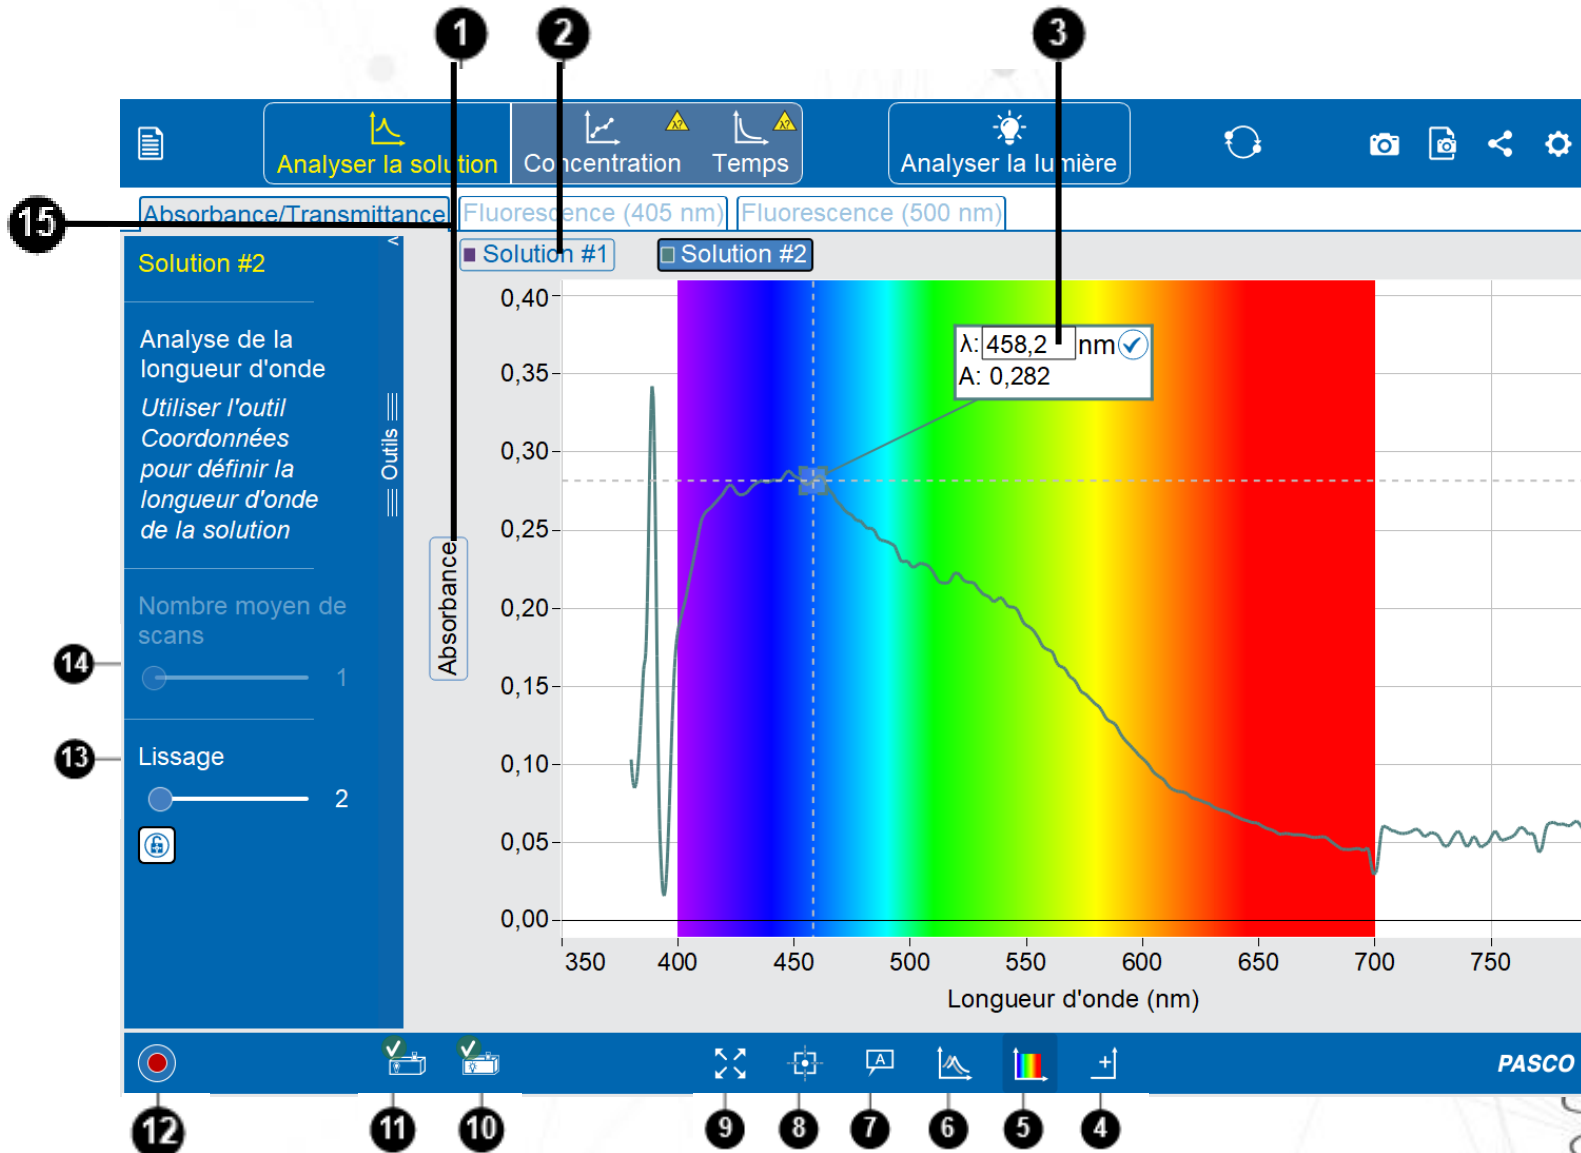 1
2
3
Analyser la solution
Concentration
λ?
Temps
λ?
Analyser la lumière
15
Absorbance/Transmittance
Fluorescence (405 nm)
Fluorescence (500 nm)
Solution #2
Solution #1
Solution #2
<
Analyse de la
longueur d'onde
Utiliser l'outil
Coordonnées
pour définir la
longueur d'onde
de la solution
Outils
Nombre moyen de
scans
1
14
13
Lissage
2
Absorbance
0,40
0,35
0,30
0,25
0,20
0,15
0,10
0,05
0,00
λ: 458,2 nm
A: 0,282
350 400 450 500 550 600 650 700 750
Longueur d'onde (nm)
A
PASCO
12
11
10
9
8
7
6
5
4